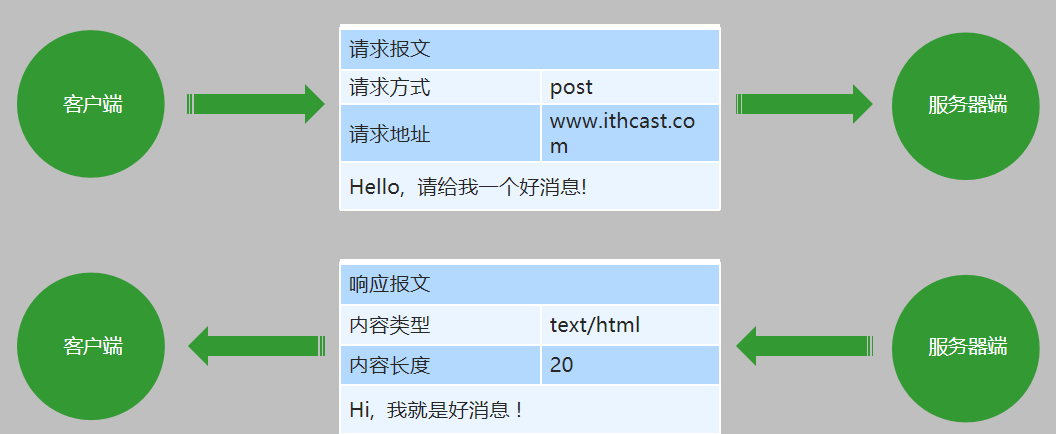 客户端
请求报文
请求方式 post
请求地址 www.ithcast.co
m
Hello, 请给我一个好消息!
服务器端
客户端
响应报文
内容类型 text/html
内容长度 20
Hi, 我就是好消息！
服务器端